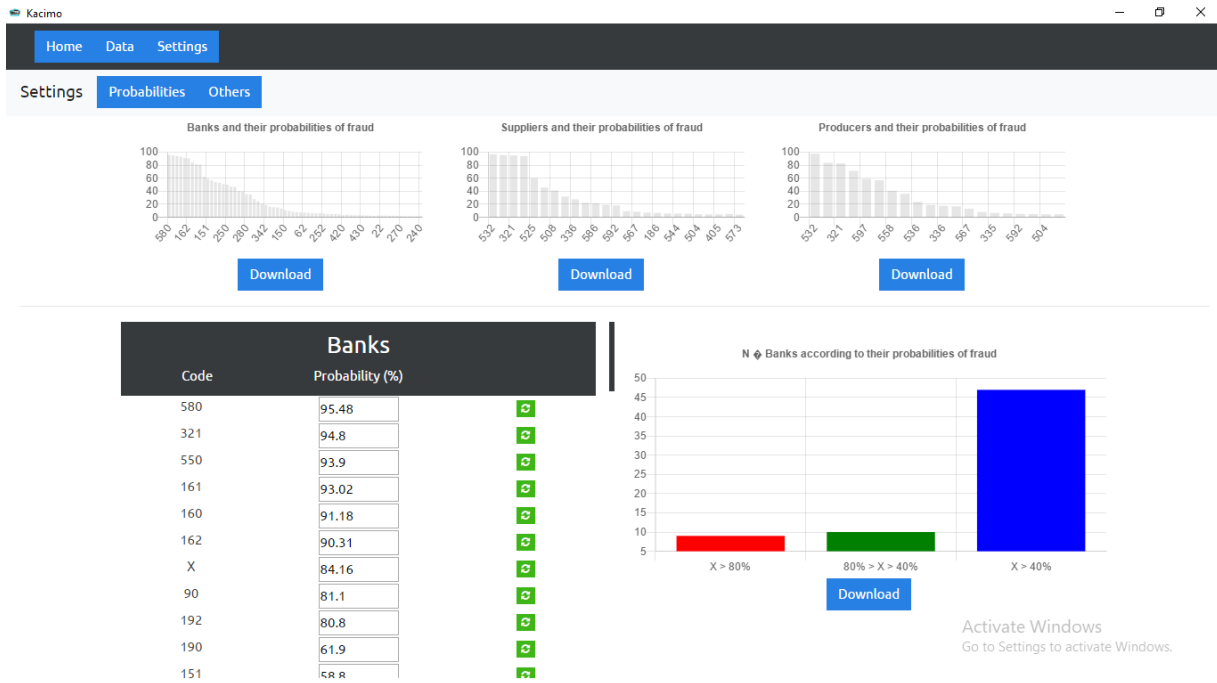 Kacimo
Home Data Settings
Settings Probabilities Others
Banks and their probabilities of fraud
100
80
60
40
20
0
580 162 151 250 280 342 150 62 252 420 430 22 270 240
Download
Suppliers and their probabilities of fraud
100
80
60
40
20
0
532 321 525 508 336 586 592 567 186 544 504 405 573
Download
Producers and their probabilities of fraud
100
80
60
40
20
0
532 321 597 558 536 336 567 335 592 504
Download
Banks
Code Probability (%)
580 95.48
321 94.8
550 93.9
161 93.02
160 91.18
162 90.31
X 84.16
90 81.1
192 80.8
190 61.9
151 58.8
N � Banks according to their probabilities of fraud
50
45
40
35
30
25
20
15
10
5
X > 80% 80% > X > 40% X > 40%
Download
Activate Windows
Go to Settings to activate Windows.